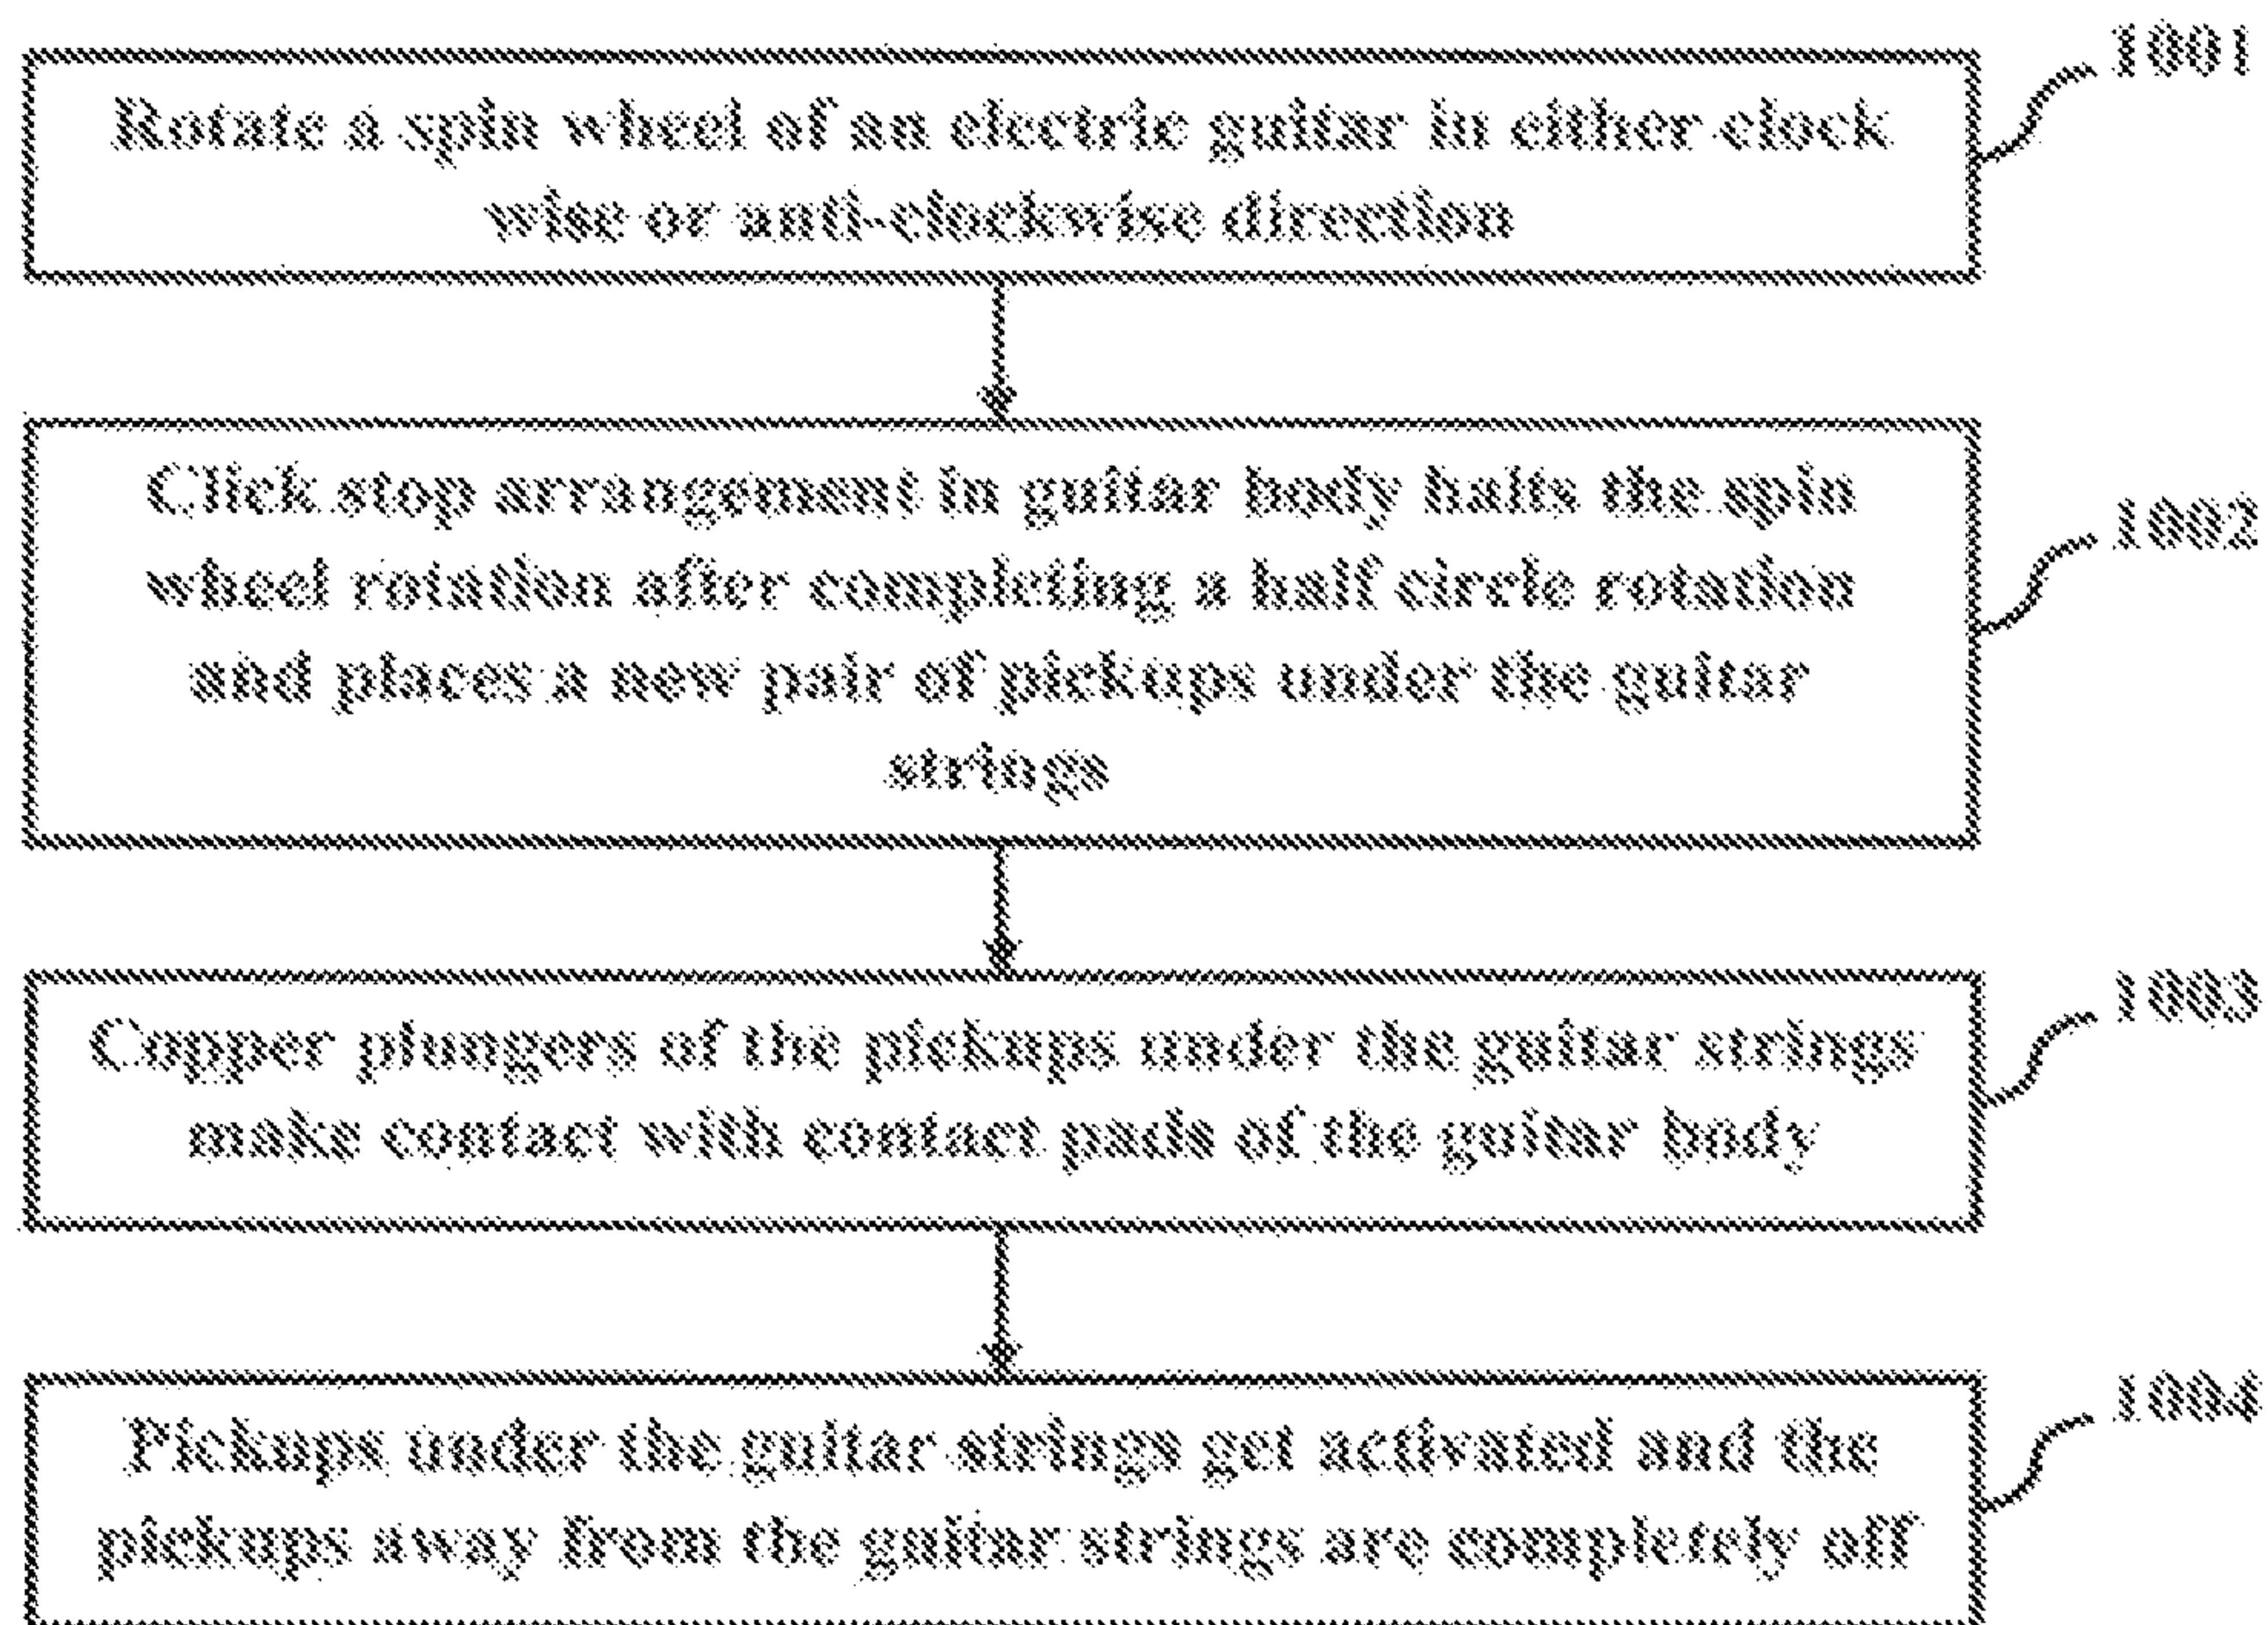 1001
Rotate a spin wheel of an electric guitar in either clock
wise or anti-clockwise direction
Click stop arrangement in guitar body halts the spin
1002
wheel rotation after completing a half circle rotation
and places a new pair of pickups under the guitar
strings
1003
Copper plungers of the pickups under the guitar strings
make contact with contact pads of the guitar body
1004
Pickups under the guitar strings get activated and the
pickups away from the guitar strings are completely off